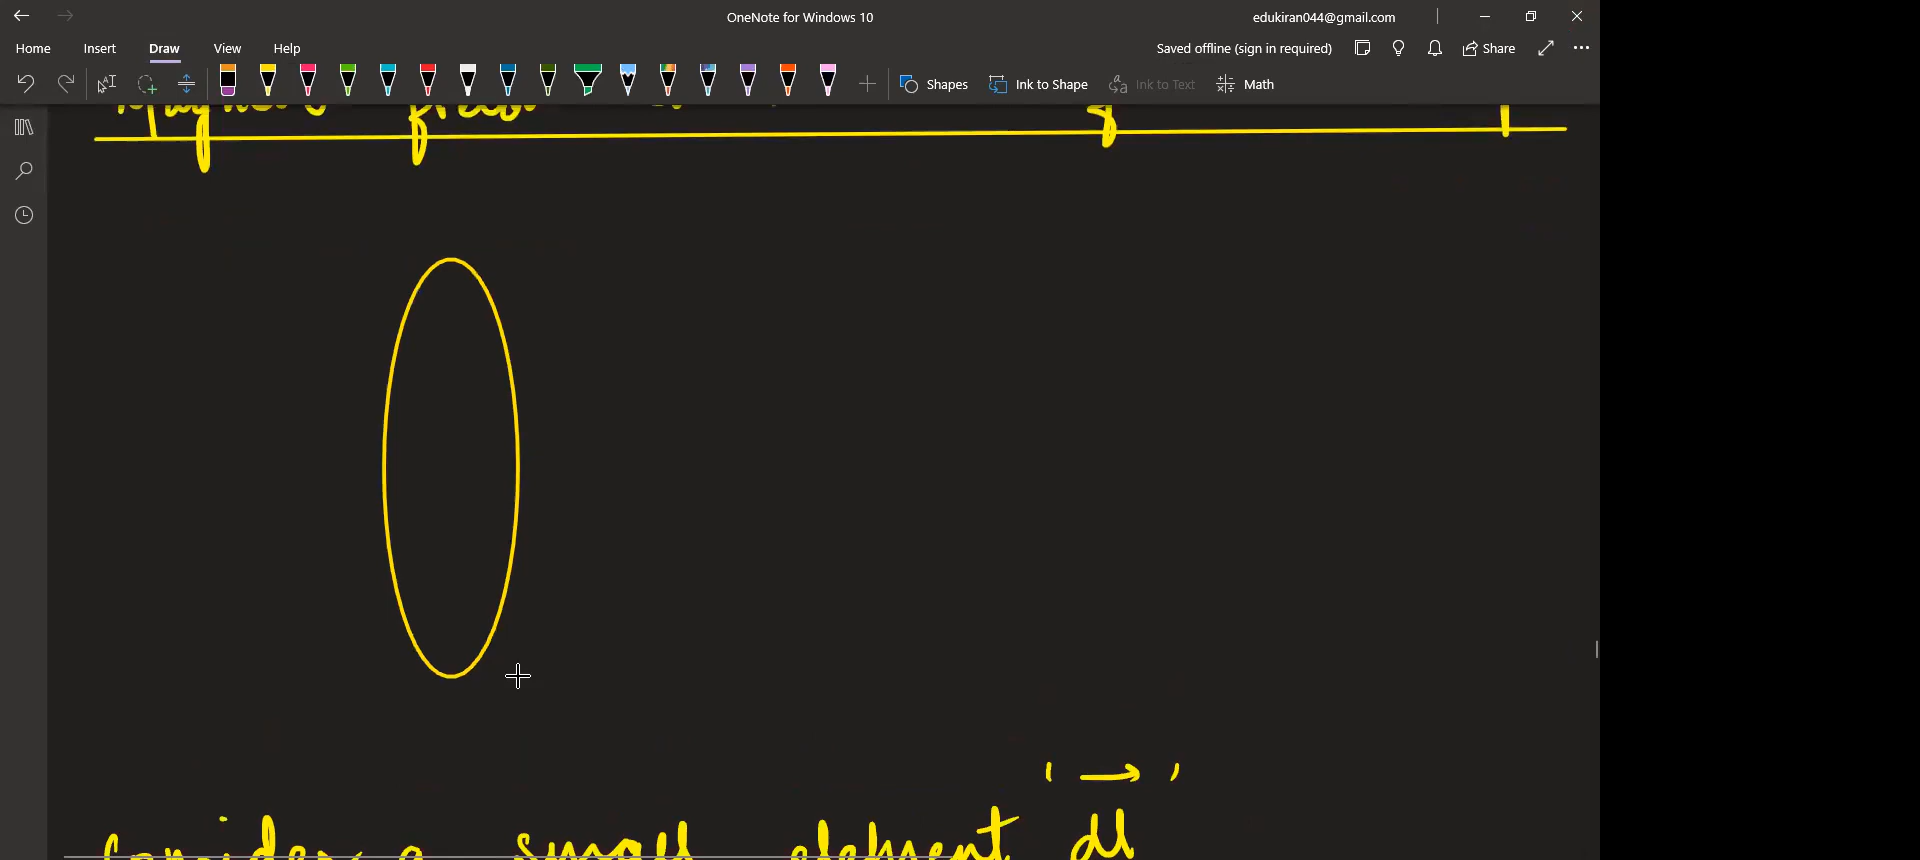 OneNote for Windows 10
edukiran044@gmail.com
Home Insert Draw View Help
Saved offline (sign in required) Share
Shapes Ink to Shape Ink to Text Math
Consider a small element 'dl'